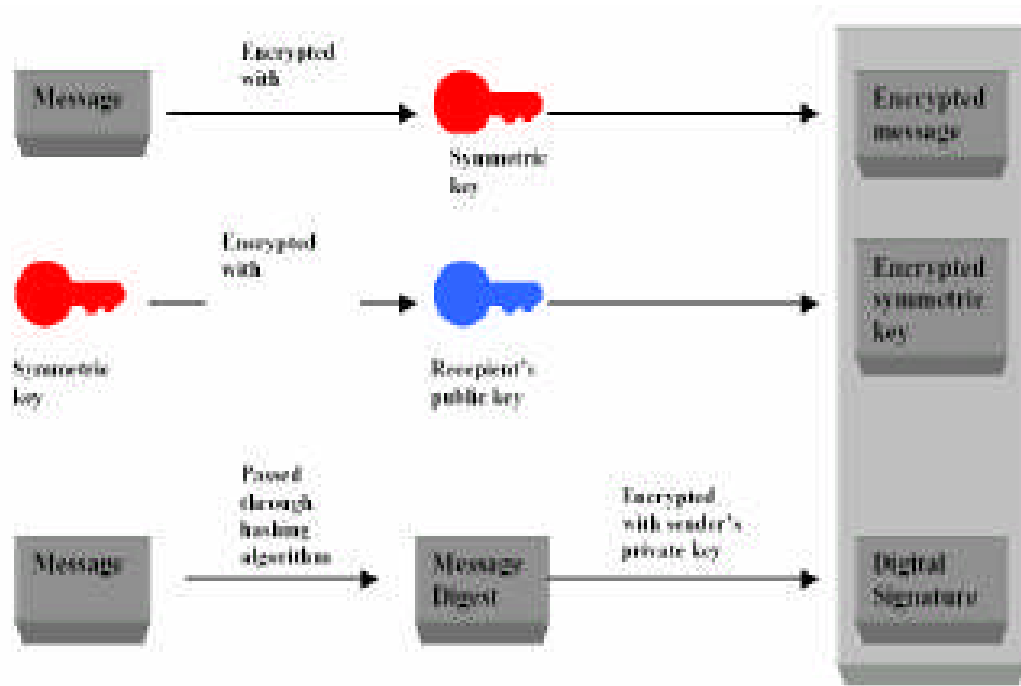 Encrypted
with
Message
Symmetric
key
Encrypted
message
Encrypted
with
Symmetric
key
Recepient's
public key
Encrypted
symmetric
key
Passed
through
hashing
algorithm
Message
Message
Digest
Encrypted
with sender's
private key
Digital
Signature